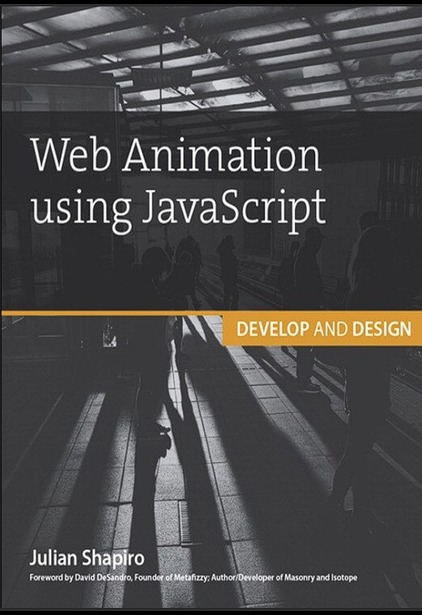 Web Animation
using JavaScript
DEVELOP AND DESIGN
Julian Shapiro
Foreword by David DeSandro, Founder of Metafizzy; Author/Developer of Masonry and Isotope